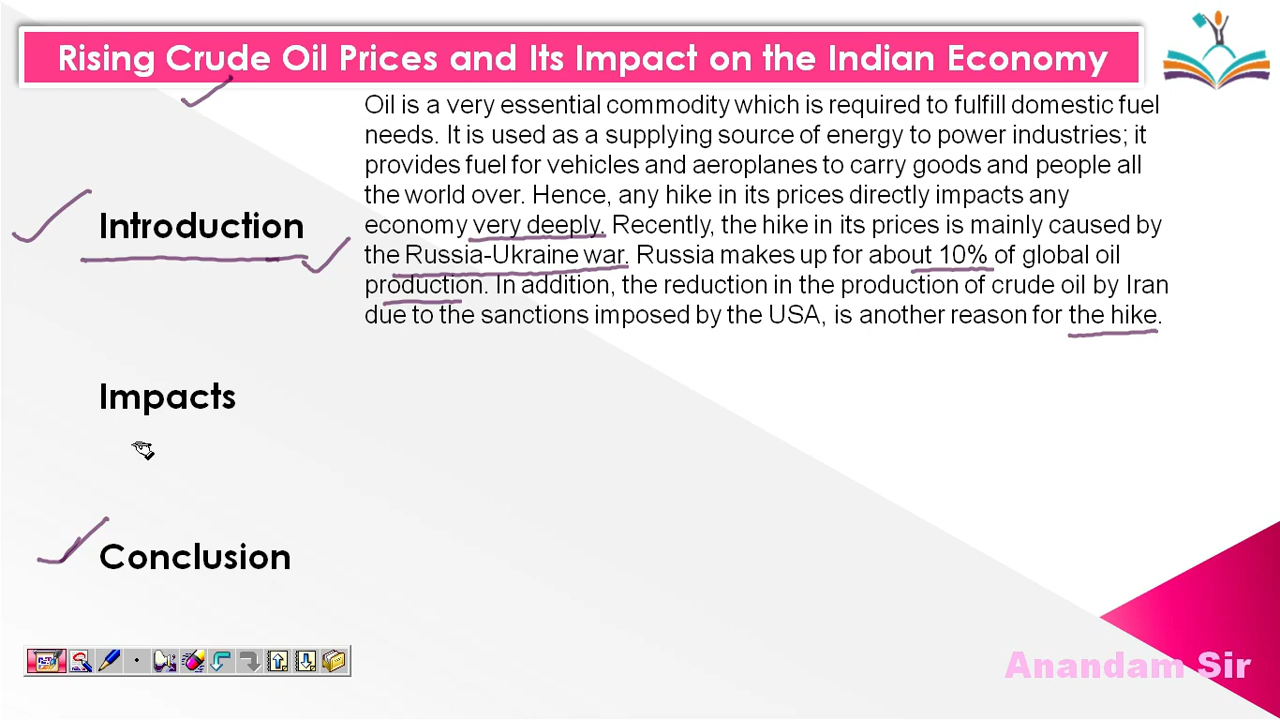 Rising Crude Oil Prices and Its Impact on the Indian Economy
Oil is a very essential commodity which is required to fulfill domestic fuel
needs. It is used as a supplying source of energy to power industries; it
provides fuel for vehicles and aeroplanes to carry goods and people all
the world over. Hence, any hike in its prices directly impacts any
economy very deeply. Recently, the hike in its prices is mainly caused by
the Russia-Ukraine war. Russia makes up for about 10% of global oil
production. In addition, the reduction in the production of crude oil by Iran
due to the sanctions imposed by the USA, is another reason for the hike.
Introduction
Impacts
Conclusion
Anandam Sir